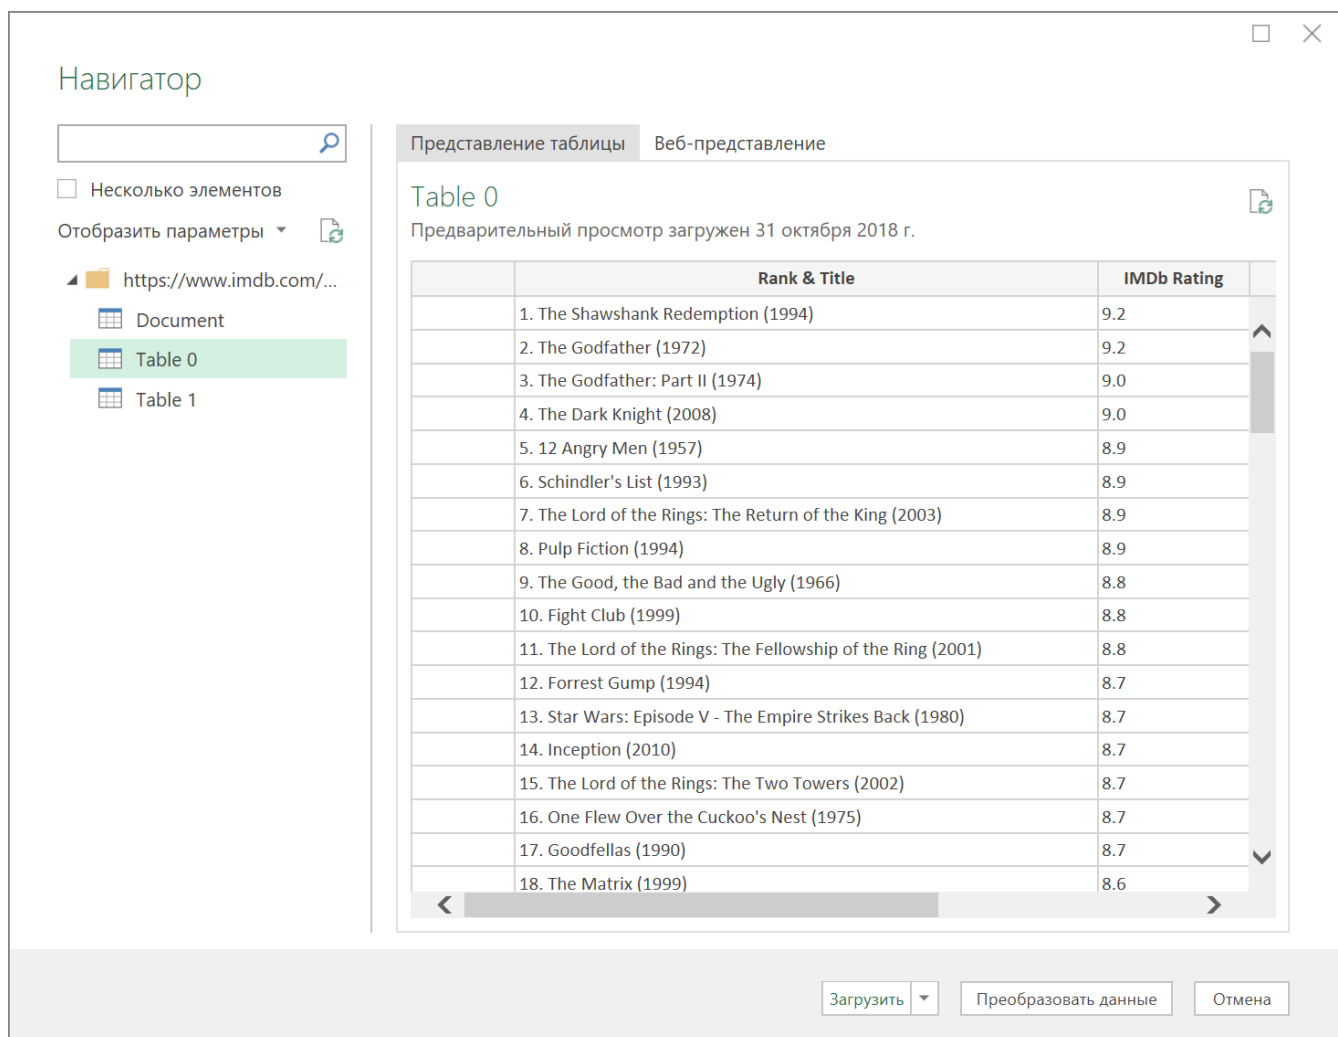 Навигатор
Несколько элементов
Отобразить параметры
https://www.imdb.com/...
Document
Table 0
Table 1
Представление таблицы Веб-представление
Table 0
Предварительный просмотр загружен 31 октября 2018 г.
Rank & Title IMDb Rating
1. The Shawshank Redemption (1994) 9.2
2. The Godfather (1972) 9.2
3. The Godfather: Part II (1974) 9.0
4. The Dark Knight (2008) 9.0
5. 12 Angry Men (1957) 8.9
6. Schindler's List (1993) 8.9
7. The Lord of the Rings: The Return of the King (2003) 8.9
8. Pulp Fiction (1994) 8.9
9. The Good, the Bad and the Ugly (1966) 8.8
10. Fight Club (1999) 8.8
11. The Lord of the Rings: The Fellowship of the Ring (2001) 8.8
12. Forrest Gump (1994) 8.7
13. Star Wars: Episode V - The Empire Strikes Back (1980) 8.7
14. Inception (2010) 8.7
15. The Lord of the Rings: The Two Towers (2002) 8.7
16. One Flew Over the Cuckoo's Nest (1975) 8.7
17. Goodfellas (1990) 8.7
18. The Matrix (1999) 8.6
Загрузить Преобразовать данные Отмена